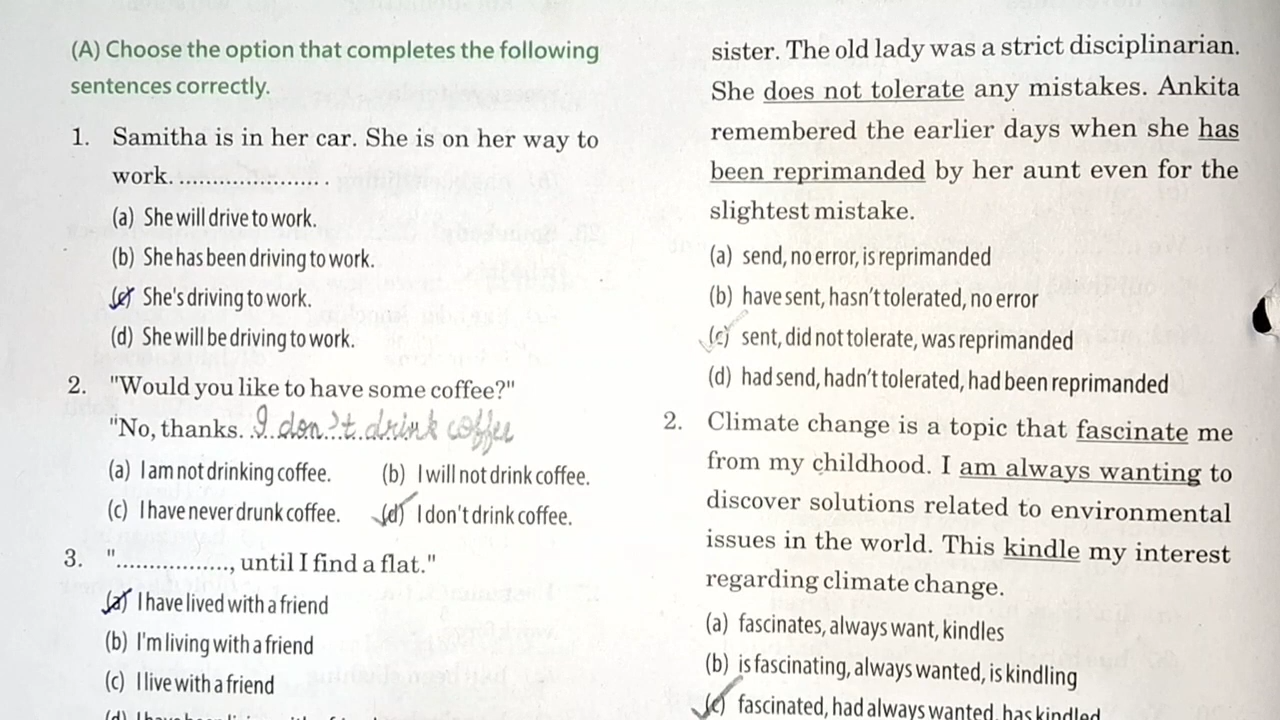 (A) Choose the option that completes the following
sentences correctly.
1. Samitha is in her car. She is on her way to
work ....................
(a) She will drive to work.
(b) She has been driving to work.
(c) She's driving to work.
(d) She will be driving to work.
2. "Would you like to have some coffee?"
"No, thanks. I don't drink coffee
(a) I am not drinking coffee. (b) I will not drink coffee.
(c) I have never drunk coffee. (d) I don't drink coffee.
3. "................., until I find a flat."
(a) I have lived with a friend
(b) I'm living with a friend
(c) I live with a friend
sister. The old lady was a strict disciplinarian.
She does not tolerate any mistakes. Ankita
remembered the earlier days when she has
been reprimanded by her aunt even for the
slightest mistake.
(a) send, no error, is reprimanded
(b) have sent, hasn't tolerated, no error
(c) sent, did not tolerate, was reprimanded
(d) had send, hadn't tolerated, had been reprimanded
2. Climate change is a topic that fascinate me
from my childhood. I am always wanting to
discover solutions related to environmental
issues in the world. This kindle my interest
regarding climate change.
(a) fascinates, always want, kindles
(b) is fascinating, always wanted, is kindling
(c) fascinated, had always wanted, has kindled